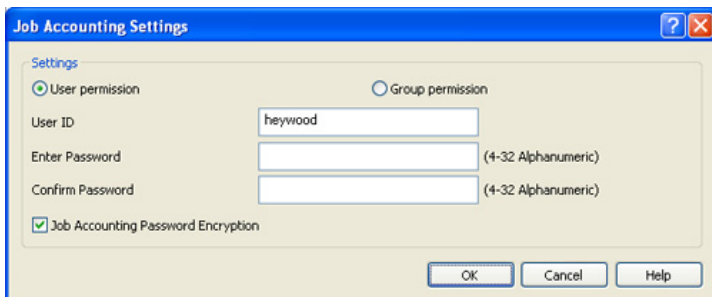 Job Accounting Settings
Settings
User permission Group permission
User ID heywood
Enter Password (4-32 Alphanumeric)
Confirm Password (4-32 Alphanumeric)
Job Accounting Password Encryption
OK Cancel Help